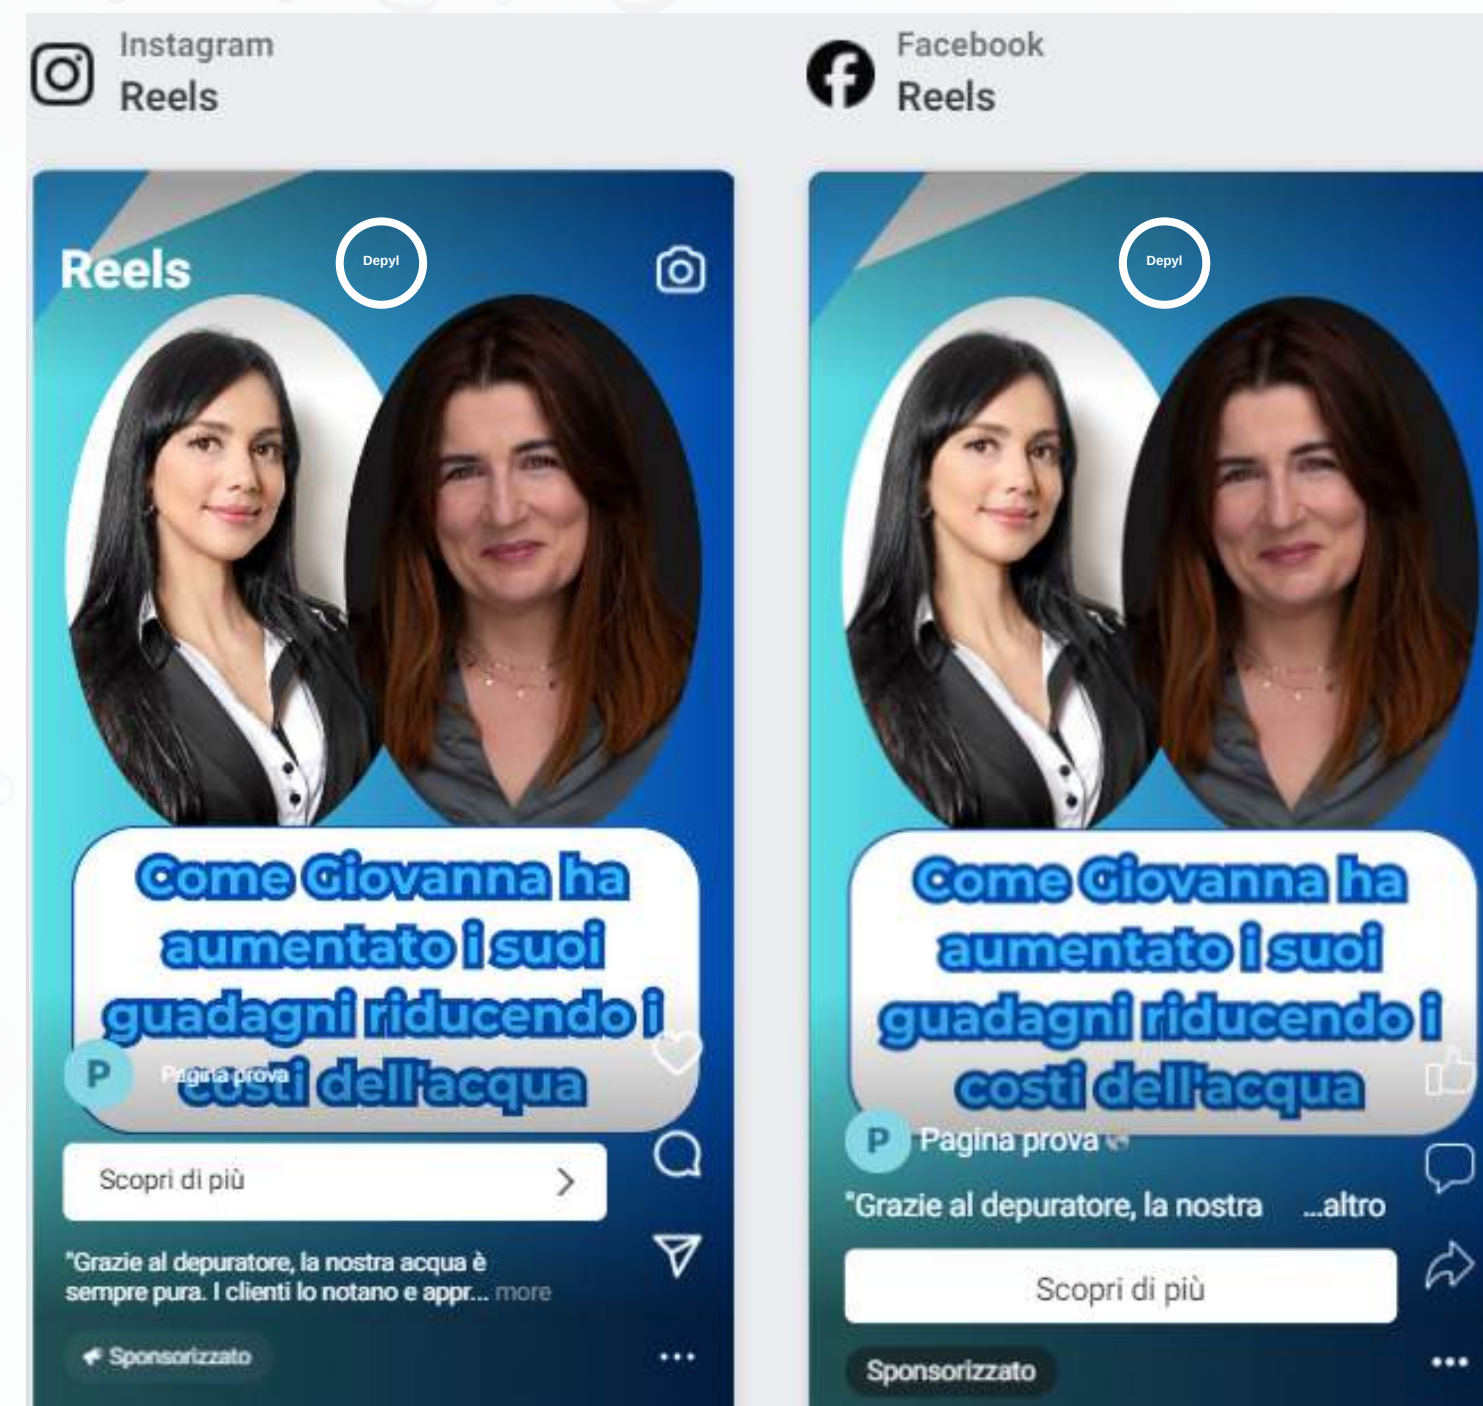 Instagram
Reels
Facebook
Reels
Reels
Depyl
Come Giovanna ha
aumentato i suoi
guadagni riducendo i
costi dell'acqua
P
Pagina prova
Scopri di più
"Grazie al depuratore, la nostra acqua è
sempre pura. I clienti lo notano e appr... more
Sponsorizzato
Depyl
Come Giovanna ha
aumentato i suoi
guadagni riducendo i
costi dell'acqua
P
Pagina prova
"Grazie al depuratore, la nostra ...altro
Scopri di più
Sponsorizzato